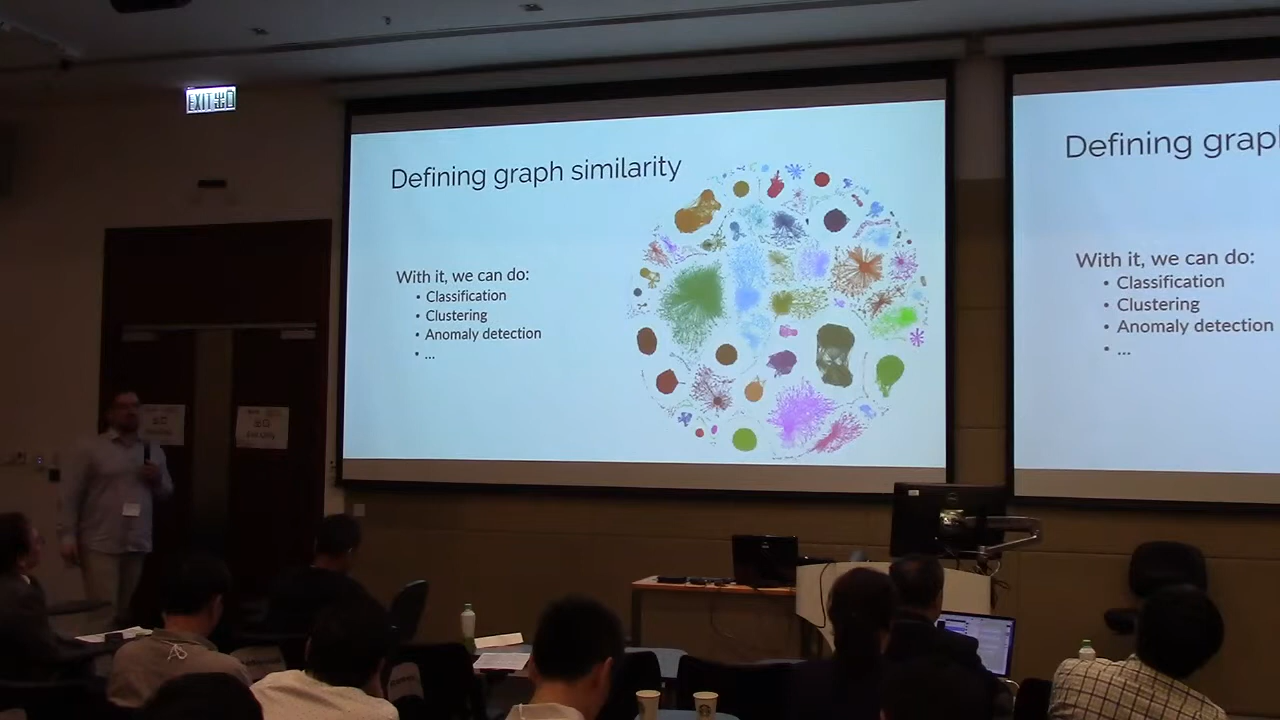 EXIT 出口
Defining graph similarity
With it, we can do:
• Classification
• Clustering
• Anomaly detection
• ...
Defining grap
With it, we can do:
• Classification
• Clustering
• Anomaly detection
• ...